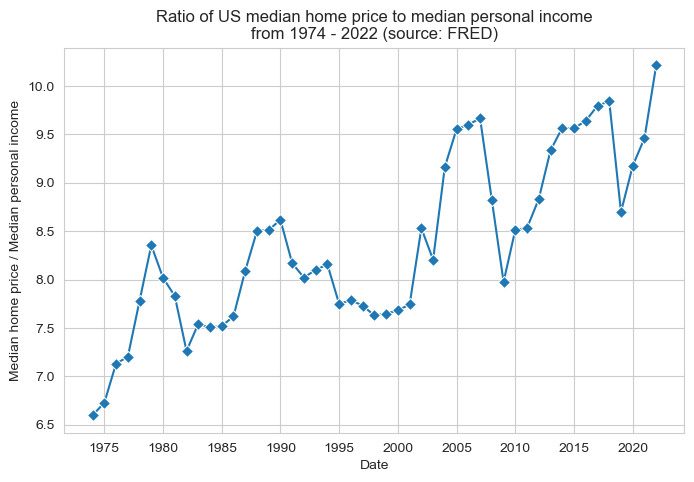 Ratio of US median home price to median personal income
from 1974 - 2022 (source: FRED)
Median home price / Median personal income
10.0
9.5
9.0
8.5
8.0
7.5
7.0
6.5
1975 1980 1985 1990 1995 2000 2005 2010 2015 2020
Date